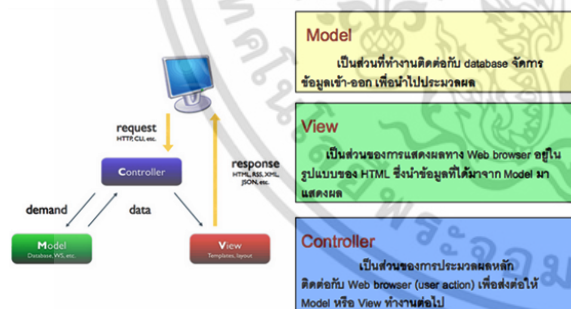 request
HTTP, CLI, etc.
Controller
response
HTML, RSS, XML,
JSON, etc.
demand
data
Model
Database, WS, etc.
View
Templates, layout
Model
เป็นส่วนที่ทำงานติดต่อกับ database จัดการ
ข้อมูลเข้า-ออก เพื่อนำไปประมวลผล
View
เป็นส่วนของการแสดงผลทาง Web browser อยู่ใน
รูปแบบของ HTML ซึ่งนำข้อมูลที่ได้มาจาก Model มา
แสดงผล
Controller
เป็นส่วนของการประมวลผลหลัก
ติดต่อกับ Web browser (user action) เพื่อส่งต่อให้
Model หรือ View ทำงานต่อไป